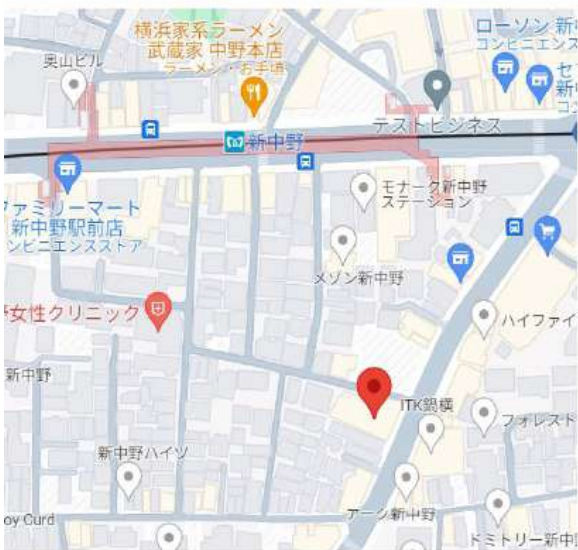 横浜家系ラーメン
武蔵家 中野本店
ラーメン・お手頃
ローソン 新
コンビニエンス
奥山ビル
セ
新
コ
テストビジネス
新中野
ファミリーマート
新中野駅前店
コンビニエンスストア
モナーク新中野
ステーション
メゾン新中野
女性クリニック
ハイファイ
新中野
ITK鍋横
フォレスト
新中野ハイツ
oy Curd
アージ新中野
ドミトリー新中